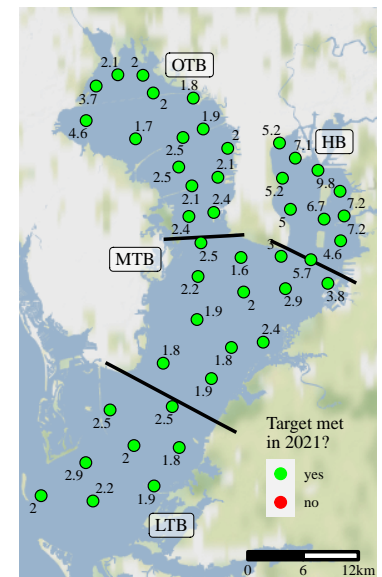 2.1 2
OTB
3.7 2 1.8
4.6 1.7 1.9
2.5 2
5.2 HB
7.1
2.5 2.1 9.8
5.2
2.1 2.4 7.2
5 6.7
2.4 7.2
MTB 2.5 3 4.6
1.6 5.7
2.2 2 2.9 3.8
1.9
2.4
1.8 1.8
1.9
2.5 2.5
Target met
in 2021?
2 1.8
2.9 yes
2 2.2 1.9 no
LTB
0 6 12km